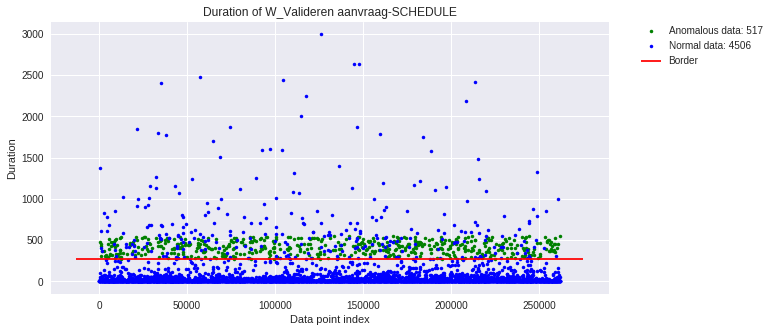 Duration of W_Valideren aanvraag-SCHEDULE
Anomalous data: 517
Normal data: 4506
Border
Duration
3000
2500
2000
1500
1000
500
0
0
50000
100000
150000
200000
250000
Data point index